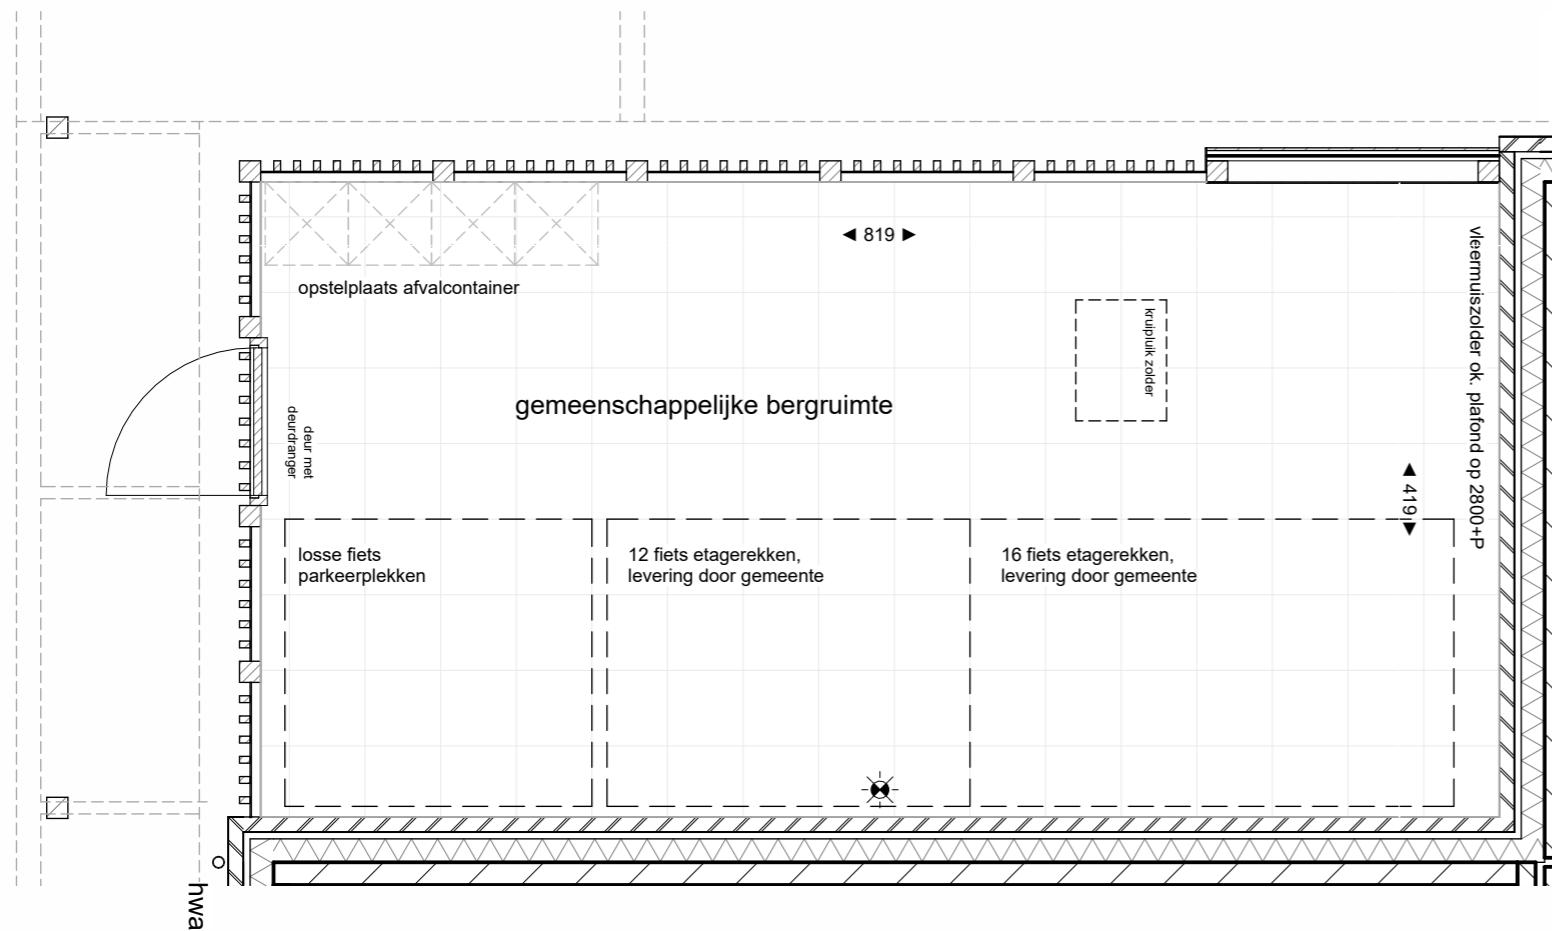 ◄ 819 ►
opstelplaats afvalcontainer
kruipluik zolder
vleermuiszolder ok. plafond op 2800+P
gemeenschappelijke bergruimte
deur met
deurdranger
◄ 419 ►
losse fiets
parkeerplekken
12 fiets etagerekken,
levering door gemeente
16 fiets etagerekken,
levering door gemeente
hwa